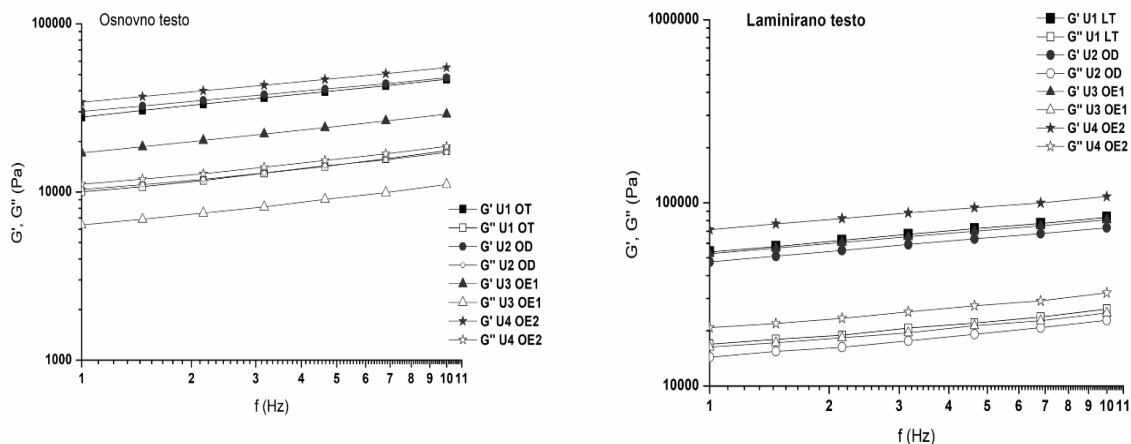 Osnovno testo
100000
10000
1000
G', G'' (Pa)
1 2 3 4 5 6 7 8 9 10 11
f (Hz)
G' U1 OT
G'' U1 OT
G' U2 OD
G'' U2 OD
G' U3 OE1
G'' U3 OE1
G' U4 OE2
G'' U4 OE2
Laminirano testo
1000000
100000
10000
G', G'' (Pa)
1 2 3 4 5 6 7 8 9 10 11
f (Hz)
G' U1 LT
G'' U1 LT
G' U2 OD
G'' U2 OD
G' U3 OE1
G'' U3 OE1
G' U4 OE2
G'' U4 OE2